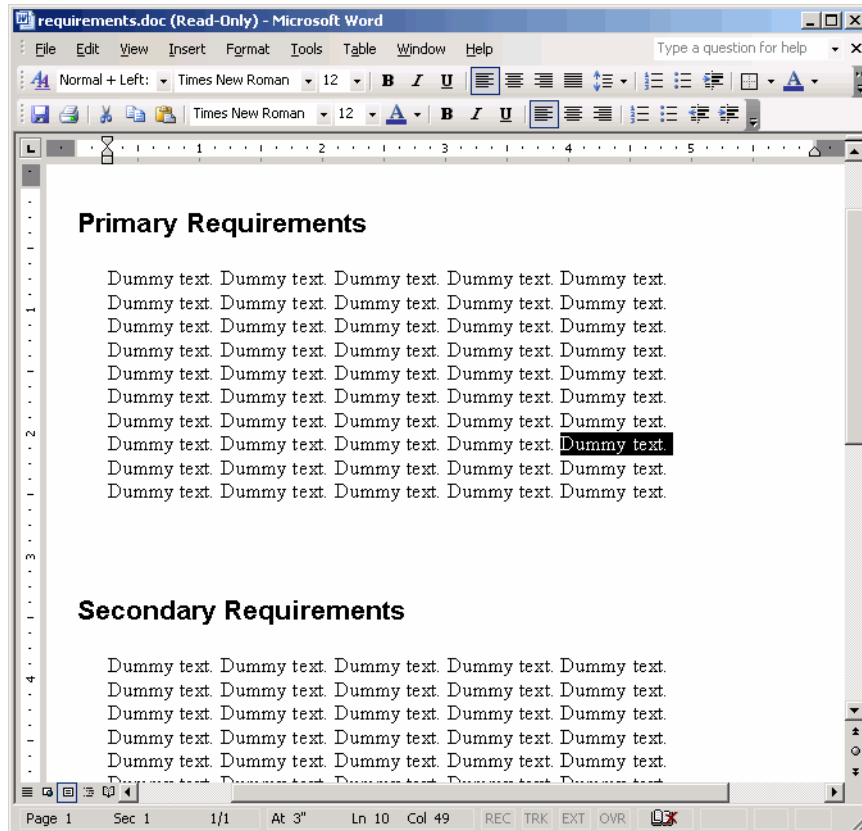 requirements.doc (Read-Only) - Microsoft Word
File Edit View Insert Format Tools Table Window Help Type a question for help
Normal + Left: Times New Roman 12 B I U A
Times New Roman 12 A B I U
L 1 2 3 4 5
Primary Requirements
Dummy text. Dummy text. Dummy text. Dummy text. Dummy text.
Dummy text. Dummy text. Dummy text. Dummy text. Dummy text.
1
Dummy text. Dummy text. Dummy text. Dummy text. Dummy text.
Dummy text. Dummy text. Dummy text. Dummy text. Dummy text.
Dummy text. Dummy text. Dummy text. Dummy text. Dummy text.
Dummy text. Dummy text. Dummy text. Dummy text. Dummy text.
Dummy text. Dummy text. Dummy text. Dummy text. Dummy text.
2
Dummy text. Dummy text. Dummy text. Dummy text. Dummy text.
Dummy text. Dummy text. Dummy text. Dummy text. Dummy text.
Dummy text. Dummy text. Dummy text. Dummy text. Dummy text.
3
Secondary Requirements
Dummy text. Dummy text. Dummy text. Dummy text. Dummy text.
4
Dummy text. Dummy text. Dummy text. Dummy text. Dummy text.
Dummy text. Dummy text. Dummy text. Dummy text. Dummy text.
Dummy text. Dummy text. Dummy text. Dummy text. Dummy text.
Dummy text. Dummy text. Dummy text. Dummy text. Dummy text.
Page 1 Sec 1 1/1 At 3" Ln 10 Col 49 REC TRK EXT OVR